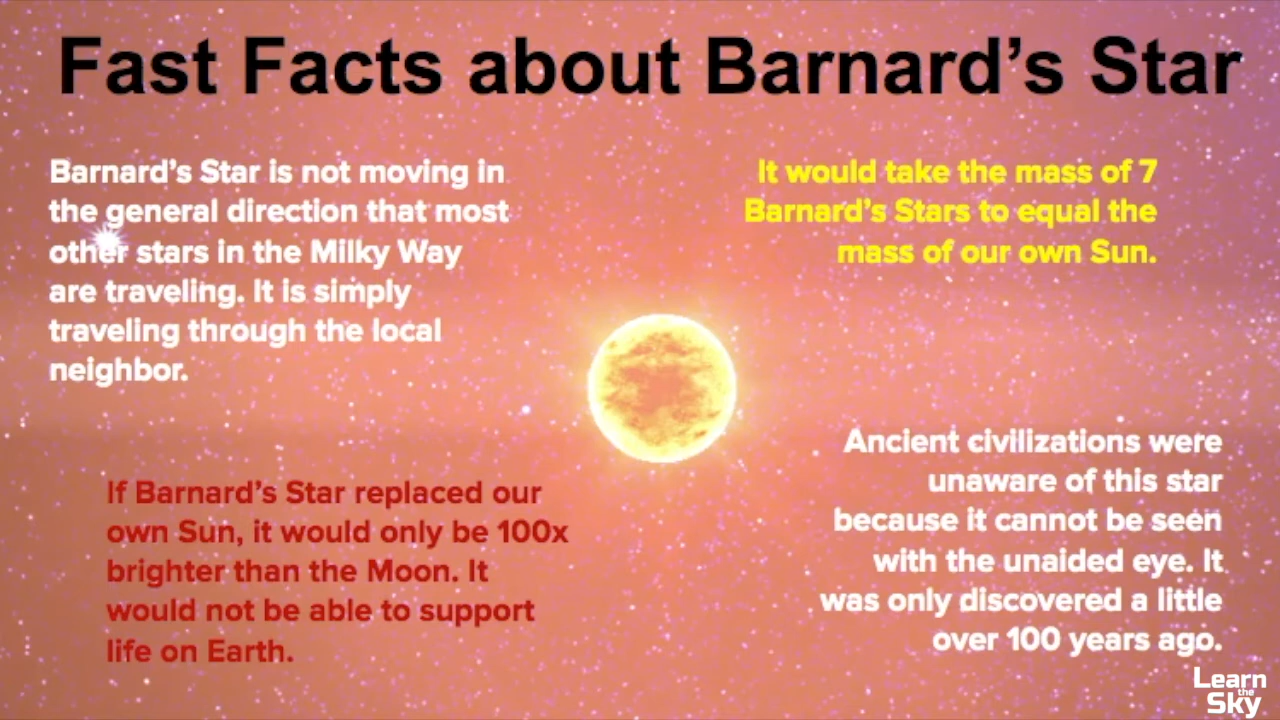 Fast Facts about Barnard's Star
Barnard's Star is not moving in
the general direction that most
other stars in the Milky Way
are traveling. It is simply
traveling through the local
neighbor.
It would take the mass of 7
Barnard's Stars to equal the
mass of our own Sun.
If Barnard's Star replaced our
own Sun, it would only be 100x
brighter than the Moon. It
would not be able to support
life on Earth.
Ancient civilizations were
unaware of this star
because it cannot be seen
with the unaided eye. It
was only discovered a little
over 100 years ago.
Learn
the
Sky